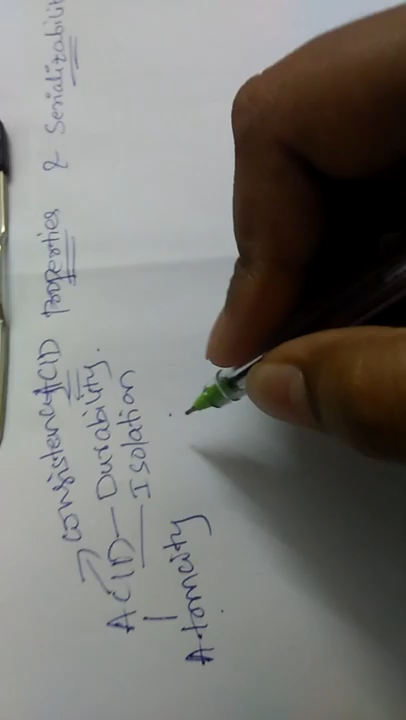 ACID Properties & Serializabilit
Consistency
ACID — Durability.
Isolation
Atomicity